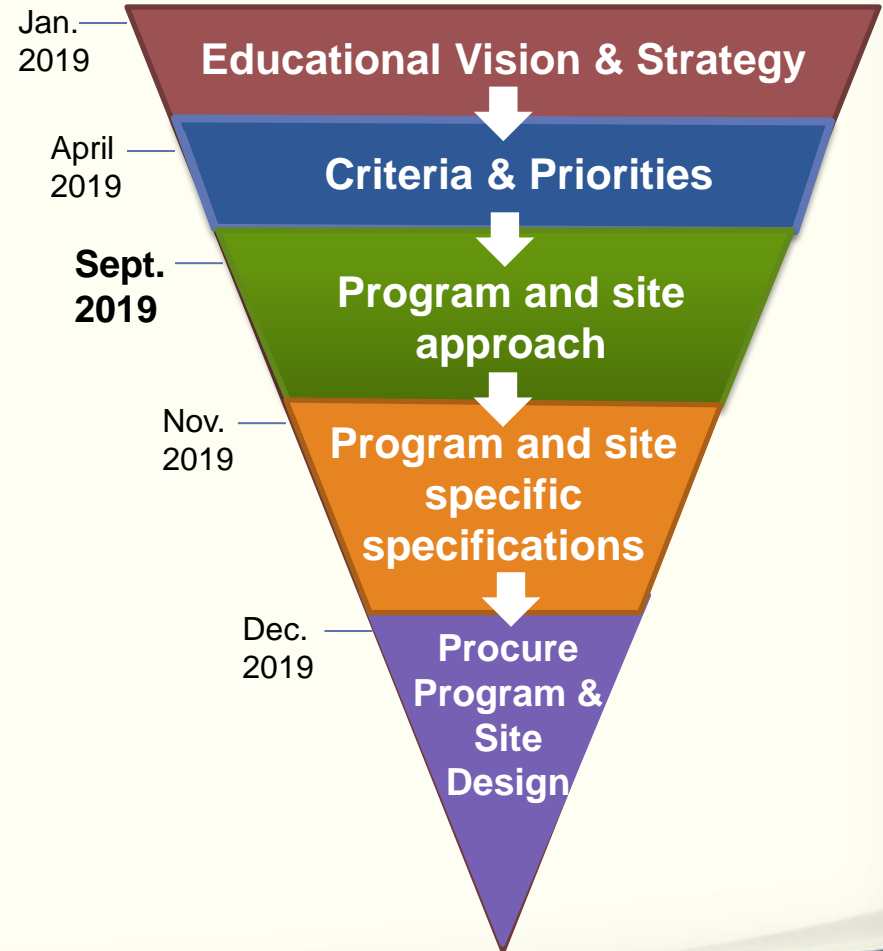 Jan.
2019
Educational Vision & Strategy
April
2019
Criteria & Priorities
Sept.
2019
Program and site
approach
Nov.
2019
Program and site
specific
specifications
Dec.
2019
Procure
Program &
Site
Design